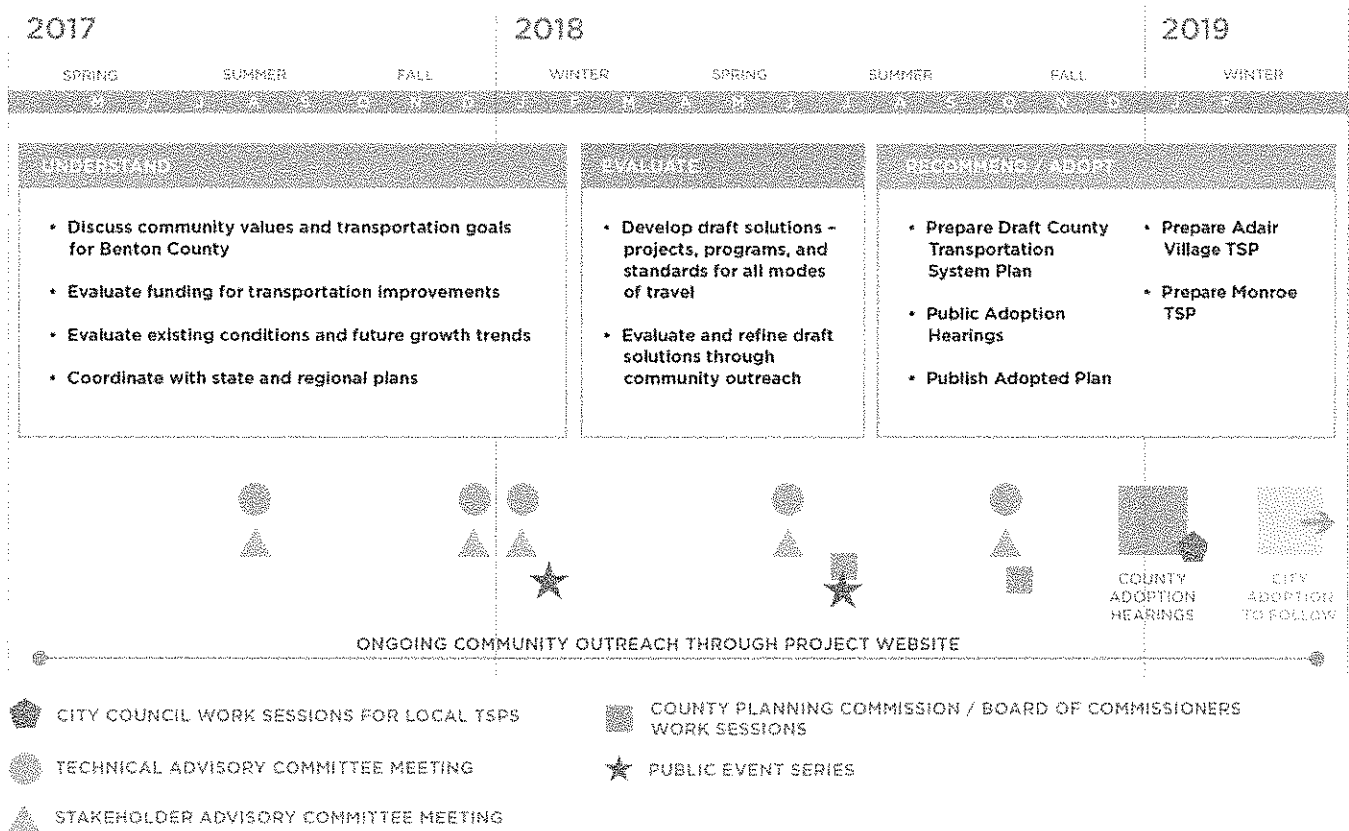 2017
2018
2019
SPRING SUMMER FALL WINTER SPRING SUMMER FALL WINTER
M J J A S O N D J F M A M J J A S O N D J F
UNDERSTAND
• Discuss community values and transportation goals
for Benton County
• Evaluate funding for transportation improvements
• Evaluate existing conditions and future growth trends
• Coordinate with state and regional plans
EVALUATE
• Develop draft solutions –
projects, programs, and
standards for all modes
of travel
• Evaluate and refine draft
solutions through
community outreach
RECOMMEND / ADOPT
• Prepare Draft County
Transportation
System Plan
• Public Adoption
Hearings
• Publish Adopted Plan
• Prepare Adair
Village TSP
• Prepare Monroe
TSP
COUNTY
ADOPTION
HEARINGS
CITY
ADOPTION
TO FOLLOW
ONGOING COMMUNITY OUTREACH THROUGH PROJECT WEBSITE
CITY COUNCIL WORK SESSIONS FOR LOCAL TSPS
TECHNICAL ADVISORY COMMITTEE MEETING
STAKEHOLDER ADVISORY COMMITTEE MEETING
COUNTY PLANNING COMMISSION / BOARD OF COMMISSIONERS
WORK SESSIONS
PUBLIC EVENT SERIES